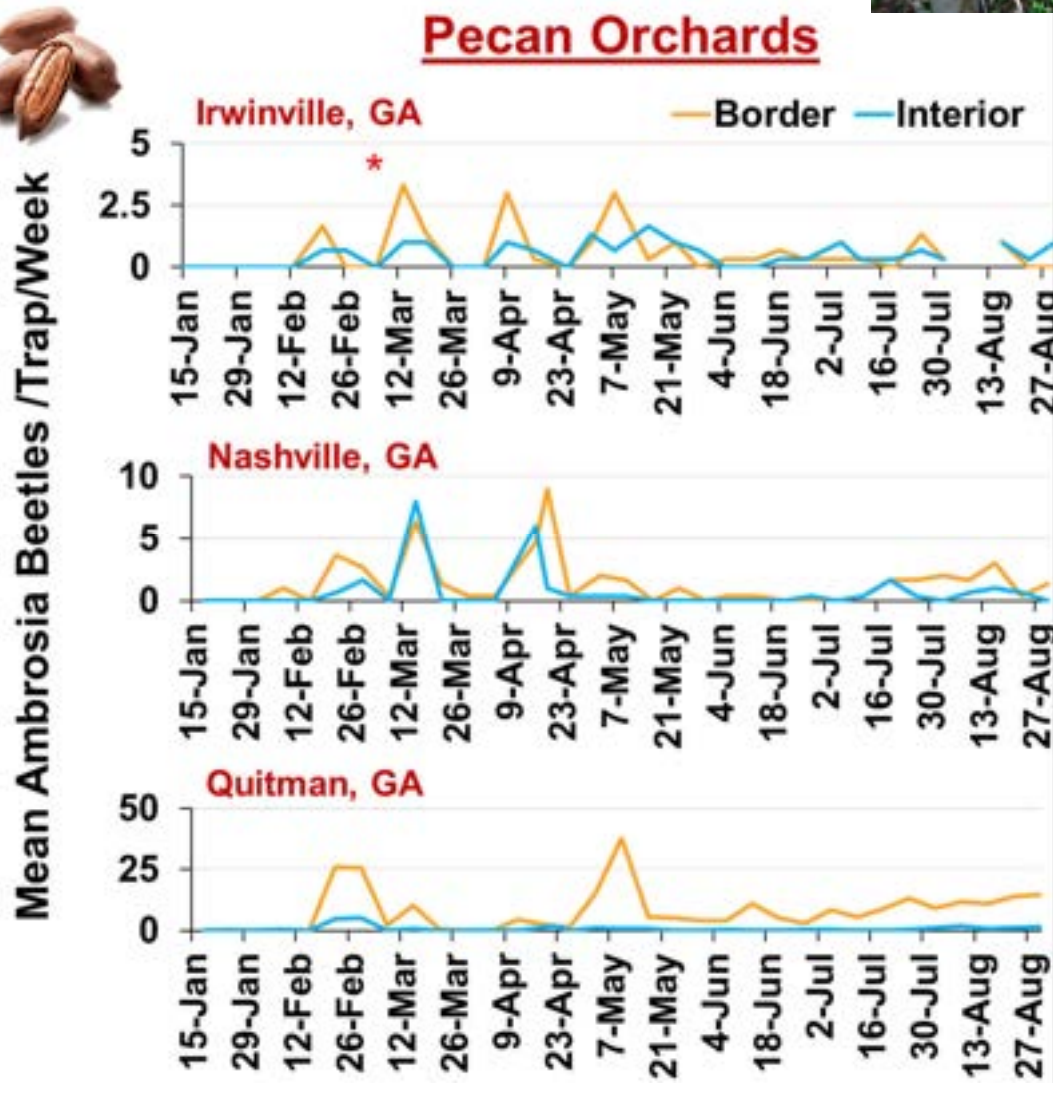 Pecan Orchards
Irwinville, GA
Border Interior
Mean Ambrosia Beetles /Trap/Week
5
*
2.5
0
15-Jan 29-Jan 12-Feb 26-Feb 12-Mar 26-Mar 9-Apr 23-Apr 7-May 21-May 4-Jun 18-Jun 2-Jul 16-Jul 30-Jul 13-Aug 27-Aug
Nashville, GA
10
5
0
15-Jan 29-Jan 12-Feb 26-Feb 12-Mar 26-Mar 9-Apr 23-Apr 7-May 21-May 4-Jun 18-Jun 2-Jul 16-Jul 30-Jul 13-Aug 27-Aug
Quitman, GA
50
25
0
15-Jan 29-Jan 12-Feb 26-Feb 12-Mar 26-Mar 9-Apr 23-Apr 7-May 21-May 4-Jun 18-Jun 2-Jul 16-Jul 30-Jul 13-Aug 27-Aug